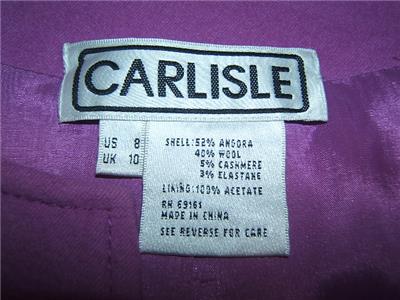 CARLISLE
US 8
UK 10
SHELL: 52% ANGORA
40% WOOL
5% CASHMERE
3% ELASTANE
LINING: 100% ACETATE
RN 69161
MADE IN CHINA
SEE REVERSE FOR CARE